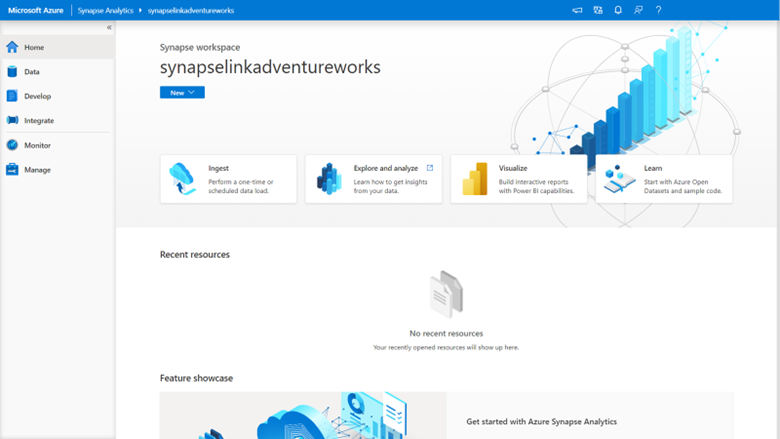 Microsoft Azure
Synapse Analytics
synapselinkadventureworks
Home
Data
Develop
Integrate
Monitor
Manage
Synapse workspace
synapselinkadventureworks
New
Ingest
Perform a one-time or
scheduled data load.
Explore and analyze
Learn how to get insights
from your data.
Visualize
Build interactive reports
with Power BI capabilities.
Learn
Start with Azure Open
Datasets and sample code.
Recent resources
No recent resources
Your recently opened resources will show up here.
Feature showcase
Get started with Azure Synapse Analytics